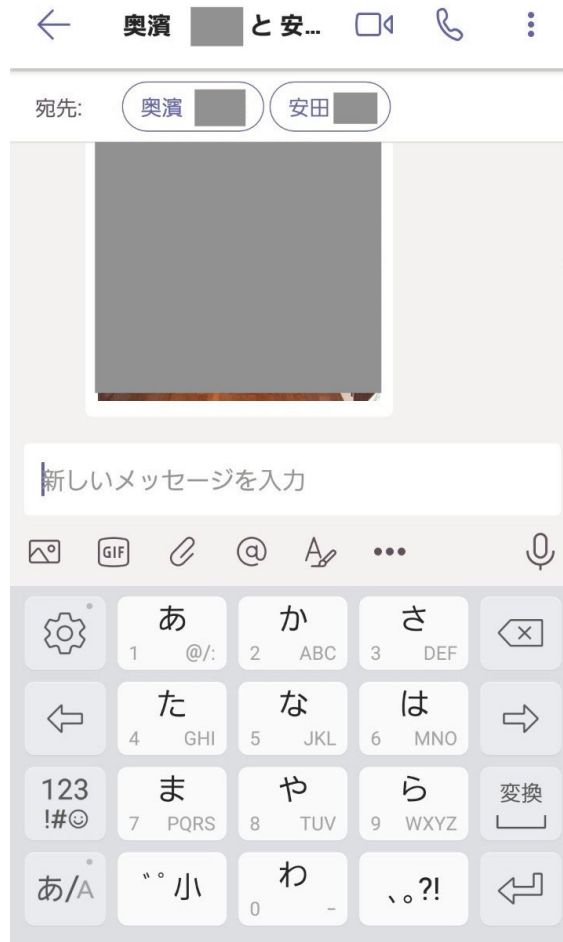 奥濱 と 安...
宛先: 奥濱 安田
新しいメッセージを入力
GIF @
あ 1 @/:
か 2 ABC
さ 3 DEF
た 4 GHI
な 5 JKL
は 6 MNO
123 !#☺
ま 7 PQRS
や 8 TUV
ら 9 WXYZ
変換
あ/A
゛゜小
わ 0 -
、。?!